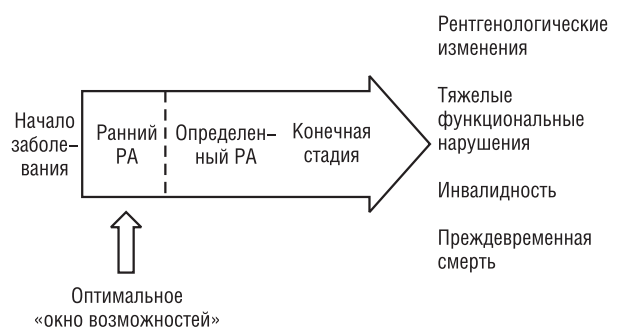 Начало
заболе-
вания
Ранний
РА
Определен-
ный РА
Конечная
стадия
Рентгенологические
изменения
Тяжелые
функциональные
нарушения
Инвалидность
Преждевременная
смерть
Оптимальное
«окно возможностей»